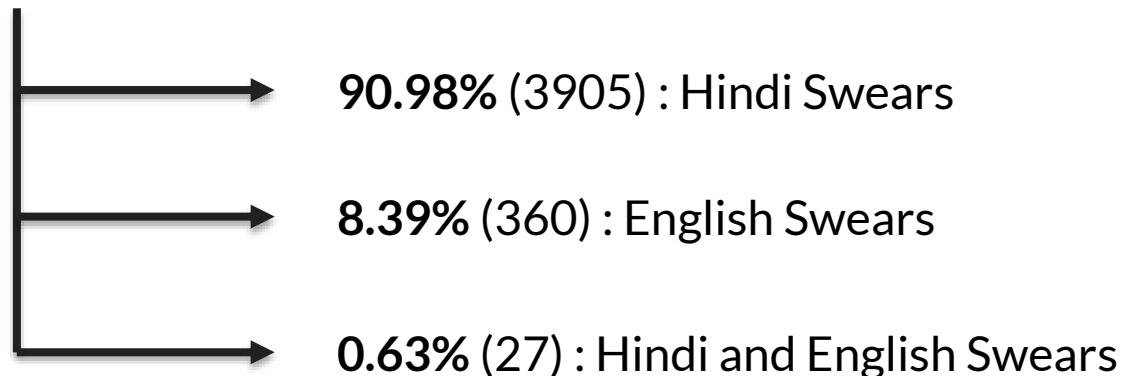 90.98% (3905) : Hindi Swears
8.39% (360) : English Swears
0.63% (27) : Hindi and English Swears